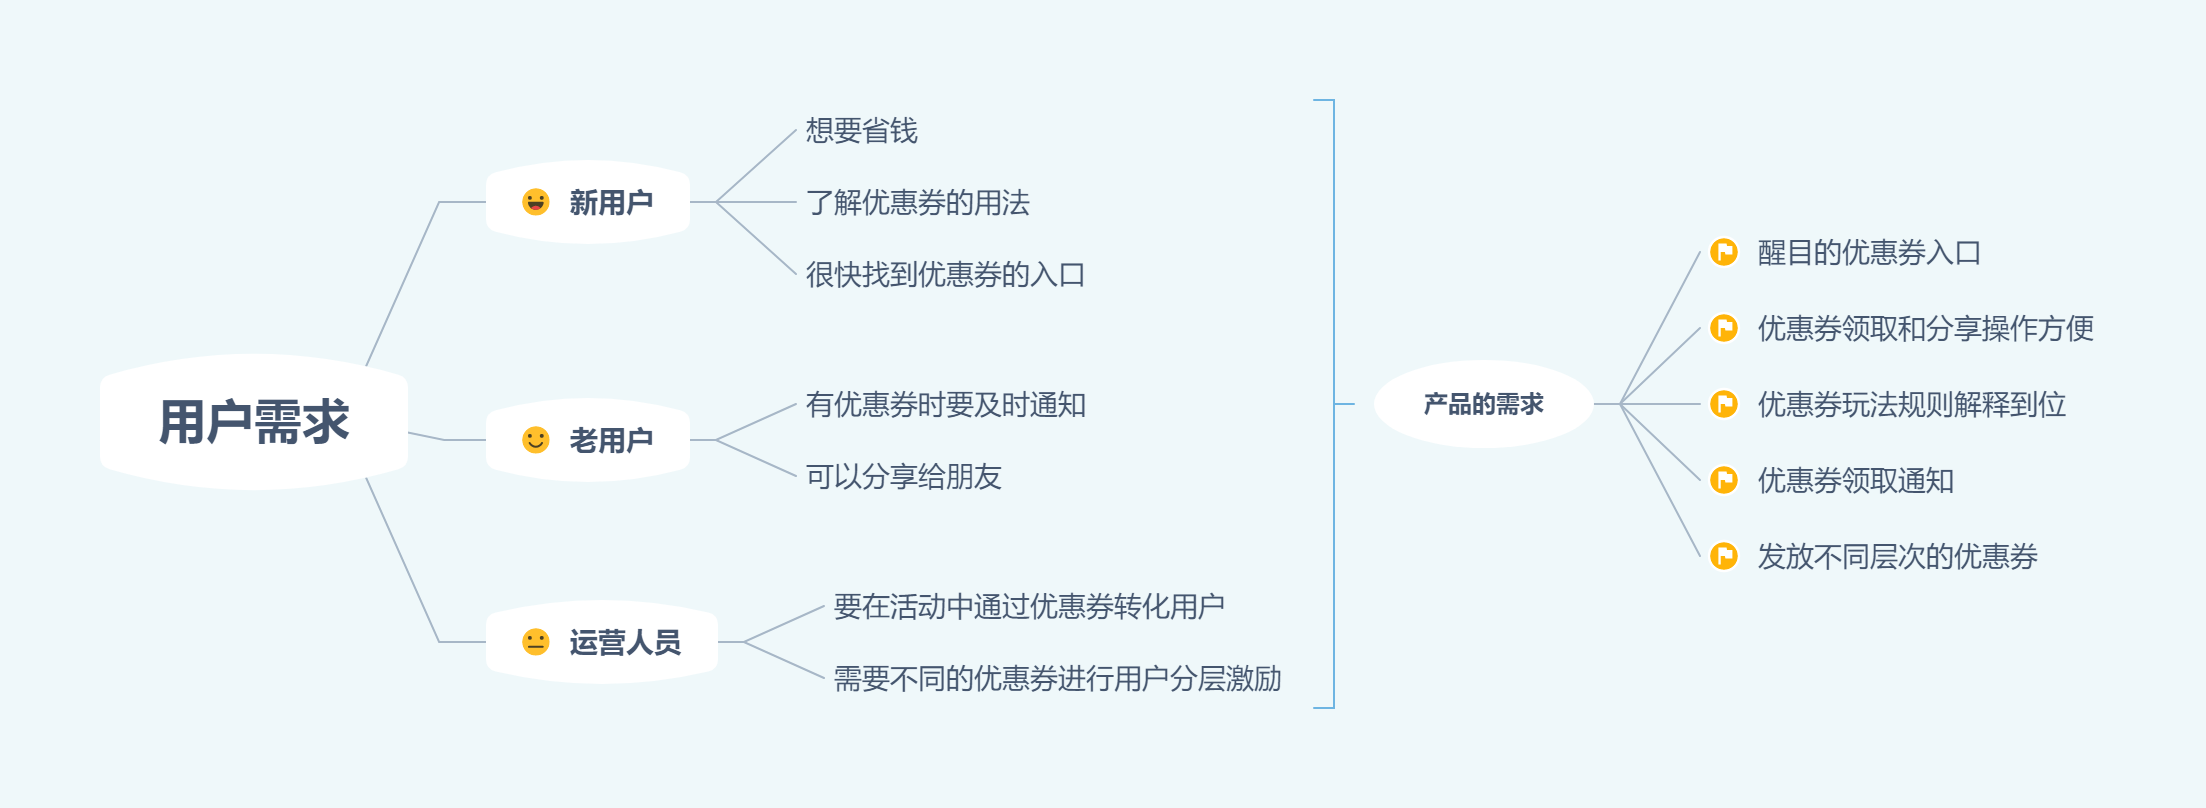 用户需求
新用户
想要省钱
了解优惠券的用法
很快找到优惠券的入口
老用户
有优惠券时要及时通知
可以分享给朋友
运营人员
要在活动中通过优惠券转化用户
需要不同的优惠券进行用户分层激励
产品的需求
醒目的优惠券入口
优惠券领取和分享操作方便
优惠券玩法规则解释到位
优惠券领取通知
发放不同层次的优惠券